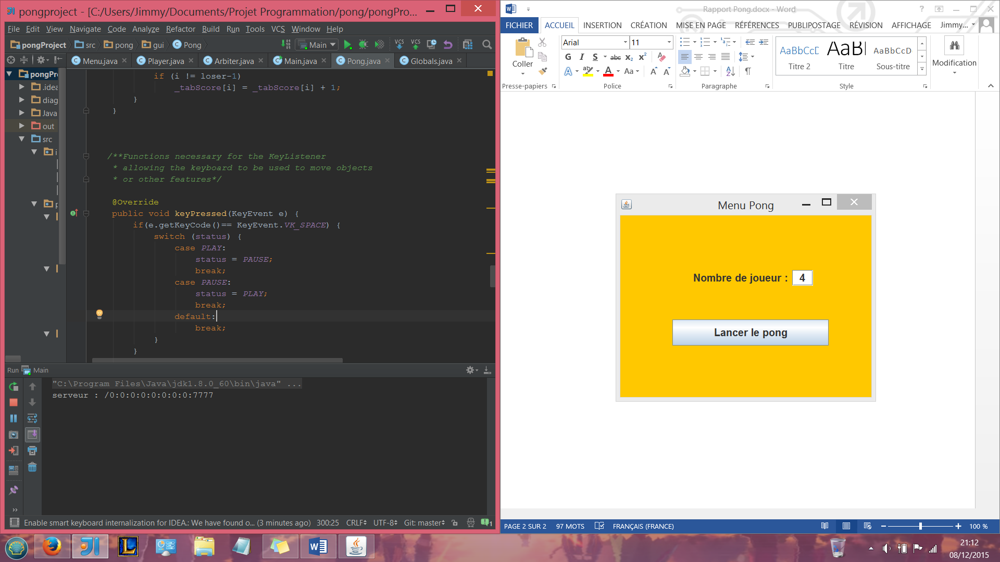 pongproject - [C:/Users/Jimmy/Documents/Projet Programmation/pong/pongPro...
File Edit View Navigate Code Analyze Refactor Build Run Tools VCS Window Help
pongProject src pong gui Pong Main VCS VCS
Menu.java Player.java Arbiter.java Main.java Pong.java Globals.java
pongPr
.idea
diag
Java
out
src
if (i != loser-1)
_tabScore[i] = _tabScore[i] + 1;
}
}
/**Functions necessary for the KeyListener
* allowing the keyboard to be used to move objects
* or other features*/
@Override
public void keyPressed(KeyEvent e) {
if(e.getKeyCode()== KeyEvent.VK_SPACE) {
switch (status) {
case PLAY:
status = PAUSE;
break;
case PAUSE:
status = PLAY;
break;
default:
break;
}
}
Run Main
"C:\Program Files\Java\jdk1.8.0_60\bin\java" ...
serveur : /0:0:0:0:0:0:0:0:7777
Enable smart keyboard internalization for IDEA.: We have found o... (3 minutes ago) 300:25 CRLF UTF-8 Git: master 1
Rapport Pong.docx - Word
FICHIER ACCUEIL INSERTION CRÉATION MISE EN PAGE RÉFÉRENCES PUBLIPOSTAGE RÉVISION AFFICHAGE Jimmy...
Coller
Arial 11
G I S abc X₂ X²
A ab A Aa A A
AaBbCcD AaBl AaBbCcD
Titre 2 Titre Sous-titre
Modification
Presse-papiers Police Paragraphe Style
Menu Pong
Nombre de joueur : 4
Lancer le pong
PAGE 2 SUR 2 97 MOTS FRANÇAIS (FRANCE) 100 %
21:12
08/12/2015